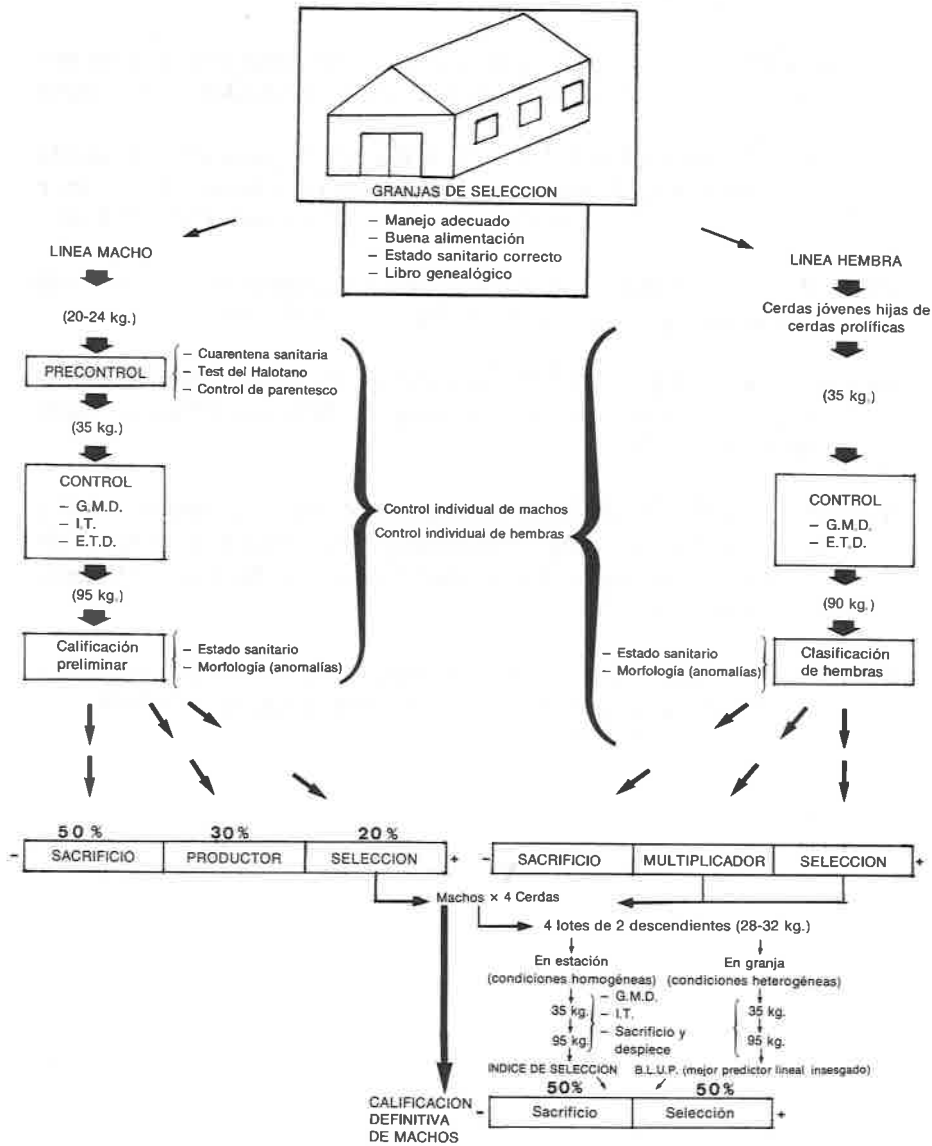 GRANJAS DE SELECCION
– Manejo adecuado
– Buena alimentación
– Estado sanitario correcto
– Libro genealógico
LINEA MACHO
(20-24 kg.)
PRECONTROL
– Cuarentena sanitaria
– Test del Halotano
– Control de parentesco
(35 kg.)
CONTROL
– G.M.D.
– I.T.
– E.T.D.
(95 kg.)
Calificación
preliminar
– Estado sanitario
– Morfología (anomalías)
Control individual de machos
Control individual de hembras
LINEA HEMBRA
Cerdas jóvenes hijas de
cerdas prolíficas
(35 kg.)
CONTROL
– G.M.D.
– E.T.D.
(90 kg.)
– Estado sanitario
– Morfología (anomalías)
Clasificación
de hembras
50% 30% 20%
- SACRIFICIO PRODUCTOR SELECCION +
- SACRIFICIO MULTIPLICADOR SELECCION +
Machos × 4 Cerdas
4 lotes de 2 descendientes (28-32 kg.)
En estación En granja
(condiciones homogéneas) (condiciones heterogéneas)
35 kg. – G.M.D. 35 kg.
– I.T.
95 kg. – Sacrificio y 95 kg.
despiece
INDICE DE SELECCION B.L.U.P. (mejor predictor lineal insesgado)
50% 50%
- Sacrificio Selección +
CALIFICACION
DEFINITIVA
DE MACHOS